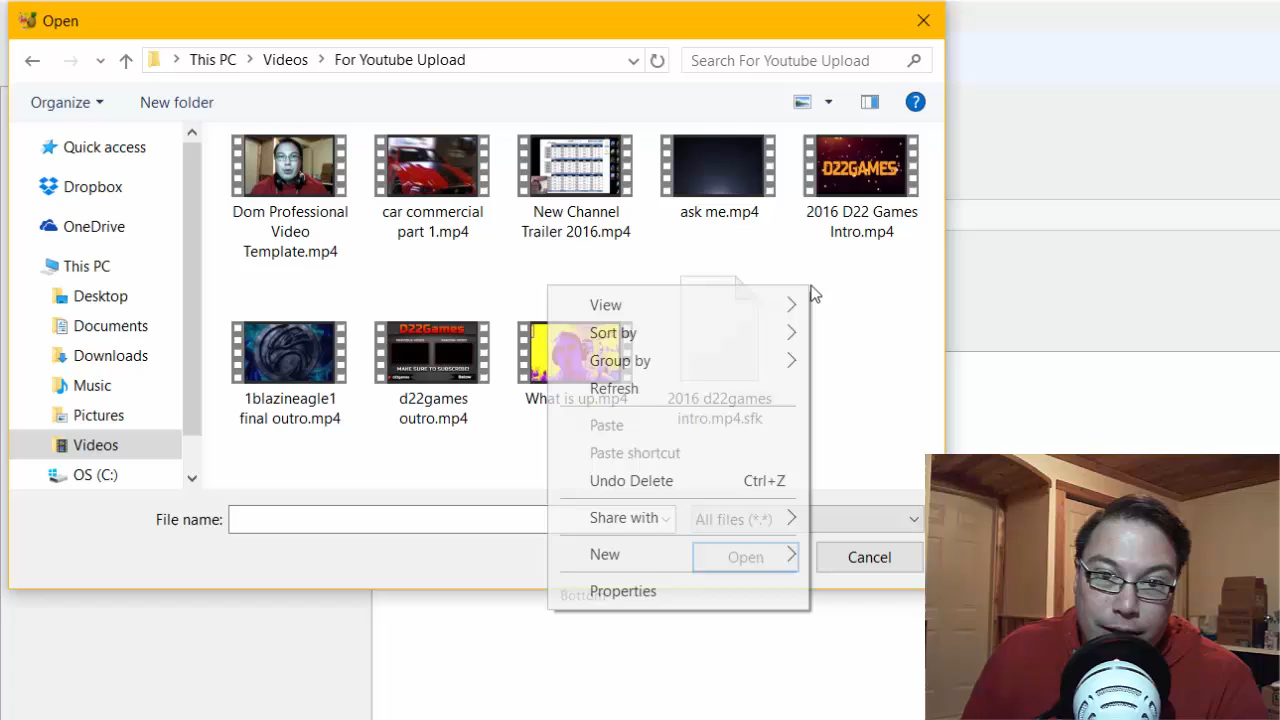 Open
This PC
Videos
For Youtube Upload
Search For Youtube Upload
Organize
New folder
?
Quick access
Dropbox
OneDrive
This PC
Desktop
Documents
Downloads
Music
Pictures
Videos
OS (C:)
Dom Professional
Video
Template.mp4
car commercial
part 1.mp4
New Channel
Trailer 2016.mp4
ask me.mp4
D22GAMES
2016 D22 Games
Intro.mp4
1blazineagle1
final outro.mp4
D22Games
MAKE SURE TO SUBSCRIBE!
d22games
outro.mp4
What is up.mp4
2016 d22games
intro.mp4.sfk
View
Sort by
Group by
Refresh
Paste
Paste shortcut
Undo Delete Ctrl+Z
Share with
New
Properties
File name:
All files (*.*)
Open
Cancel